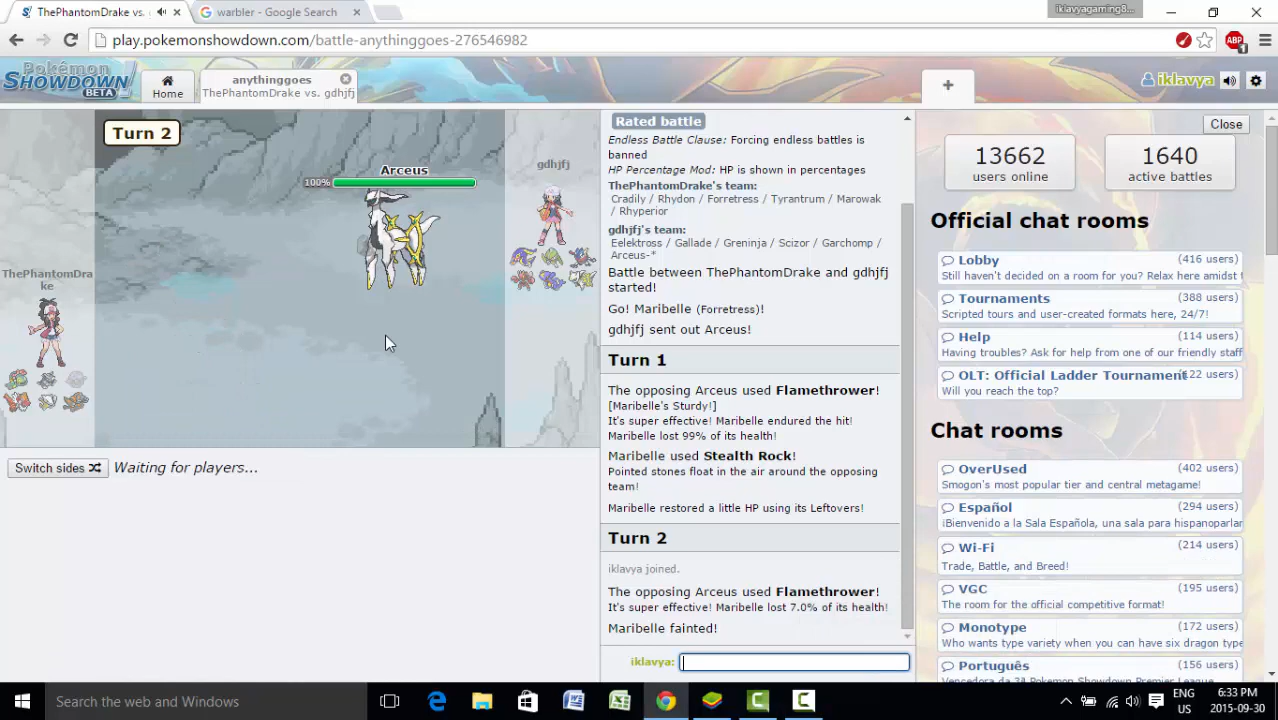 ThePhantomDrake vs.
warbler - Google Search
iklavyagaming8...
play.pokemonshowdown.com/battle-anythinggoes-276546982
ABP
1
Pokémon
SHOWDOWN
BETA
Home
anythinggoes
ThePhantomDrake vs. gdhjfj
+
iklavya
Turn 2
Arceus
100%
gdhjfj
ThePhantomDra
ke
Switch sides
Waiting for players...
Rated battle
Endless Battle Clause: Forcing endless battles is
banned
HP Percentage Mod: HP is shown in percentages
ThePhantomDrake's team:
Cradily / Rhydon / Forretress / Tyrantrum / Marowak
/ Rhyperior
gdhjfj's team:
Eelektross / Gallade / Greninja / Scizor / Garchomp /
Arceus-*
Battle between ThePhantomDrake and gdhjfj
started!
Go! Maribelle (Forretress)!
gdhjfj sent out Arceus!
Turn 1
The opposing Arceus used Flamethrower!
[Maribelle's Sturdy!]
It's super effective! Maribelle endured the hit!
Maribelle lost 99% of its health!
Maribelle used Stealth Rock!
Pointed stones float in the air around the opposing
team!
Maribelle restored a little HP using its Leftovers!
Turn 2
iklavya joined.
The opposing Arceus used Flamethrower!
It's super effective! Maribelle lost 7.0% of its health!
Maribelle fainted!
iklavya:
Close
13662
users online
1640
active battles
Official chat rooms
Lobby (416 users)
Still haven't decided on a room for you? Relax here amidst t
Tournaments (388 users)
Scripted tours and user-created formats here, 24/7!
Help (114 users)
Having troubles? Ask for help from one of our friendly staff
OLT: Official Ladder Tournament (122 users)
Will you reach the top?
Chat rooms
OverUsed (402 users)
Smogon's most popular tier and central metagame!
Español (294 users)
¡Bienvenido a la Sala Española, una sala para hispanoparlan
Wi-Fi (214 users)
Trade, Battle, and Breed!
VGC (195 users)
The room for the official competitive format!
Monotype (172 users)
Who wants type variety when you can have six dragon type
Português (156 users)
Vencedora da 3ª Pokemon Showdown Premier League
Search the web and Windows
ENG
US
6:33 PM
2015-09-30